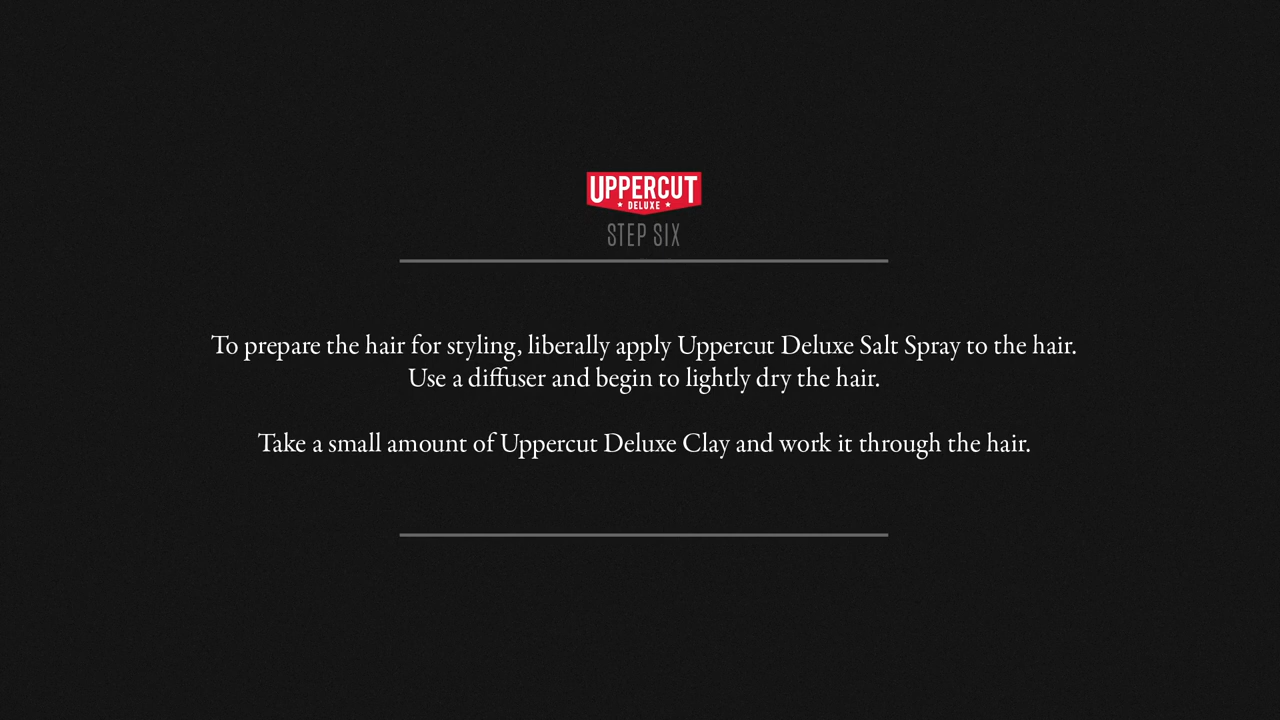 UPPERCUT
DELUXE
STEP SIX
To prepare the hair for styling, liberally apply Uppercut Deluxe Salt Spray to the hair.
Use a diffuser and begin to lightly dry the hair.
Take a small amount of Uppercut Deluxe Clay and work it through the hair.